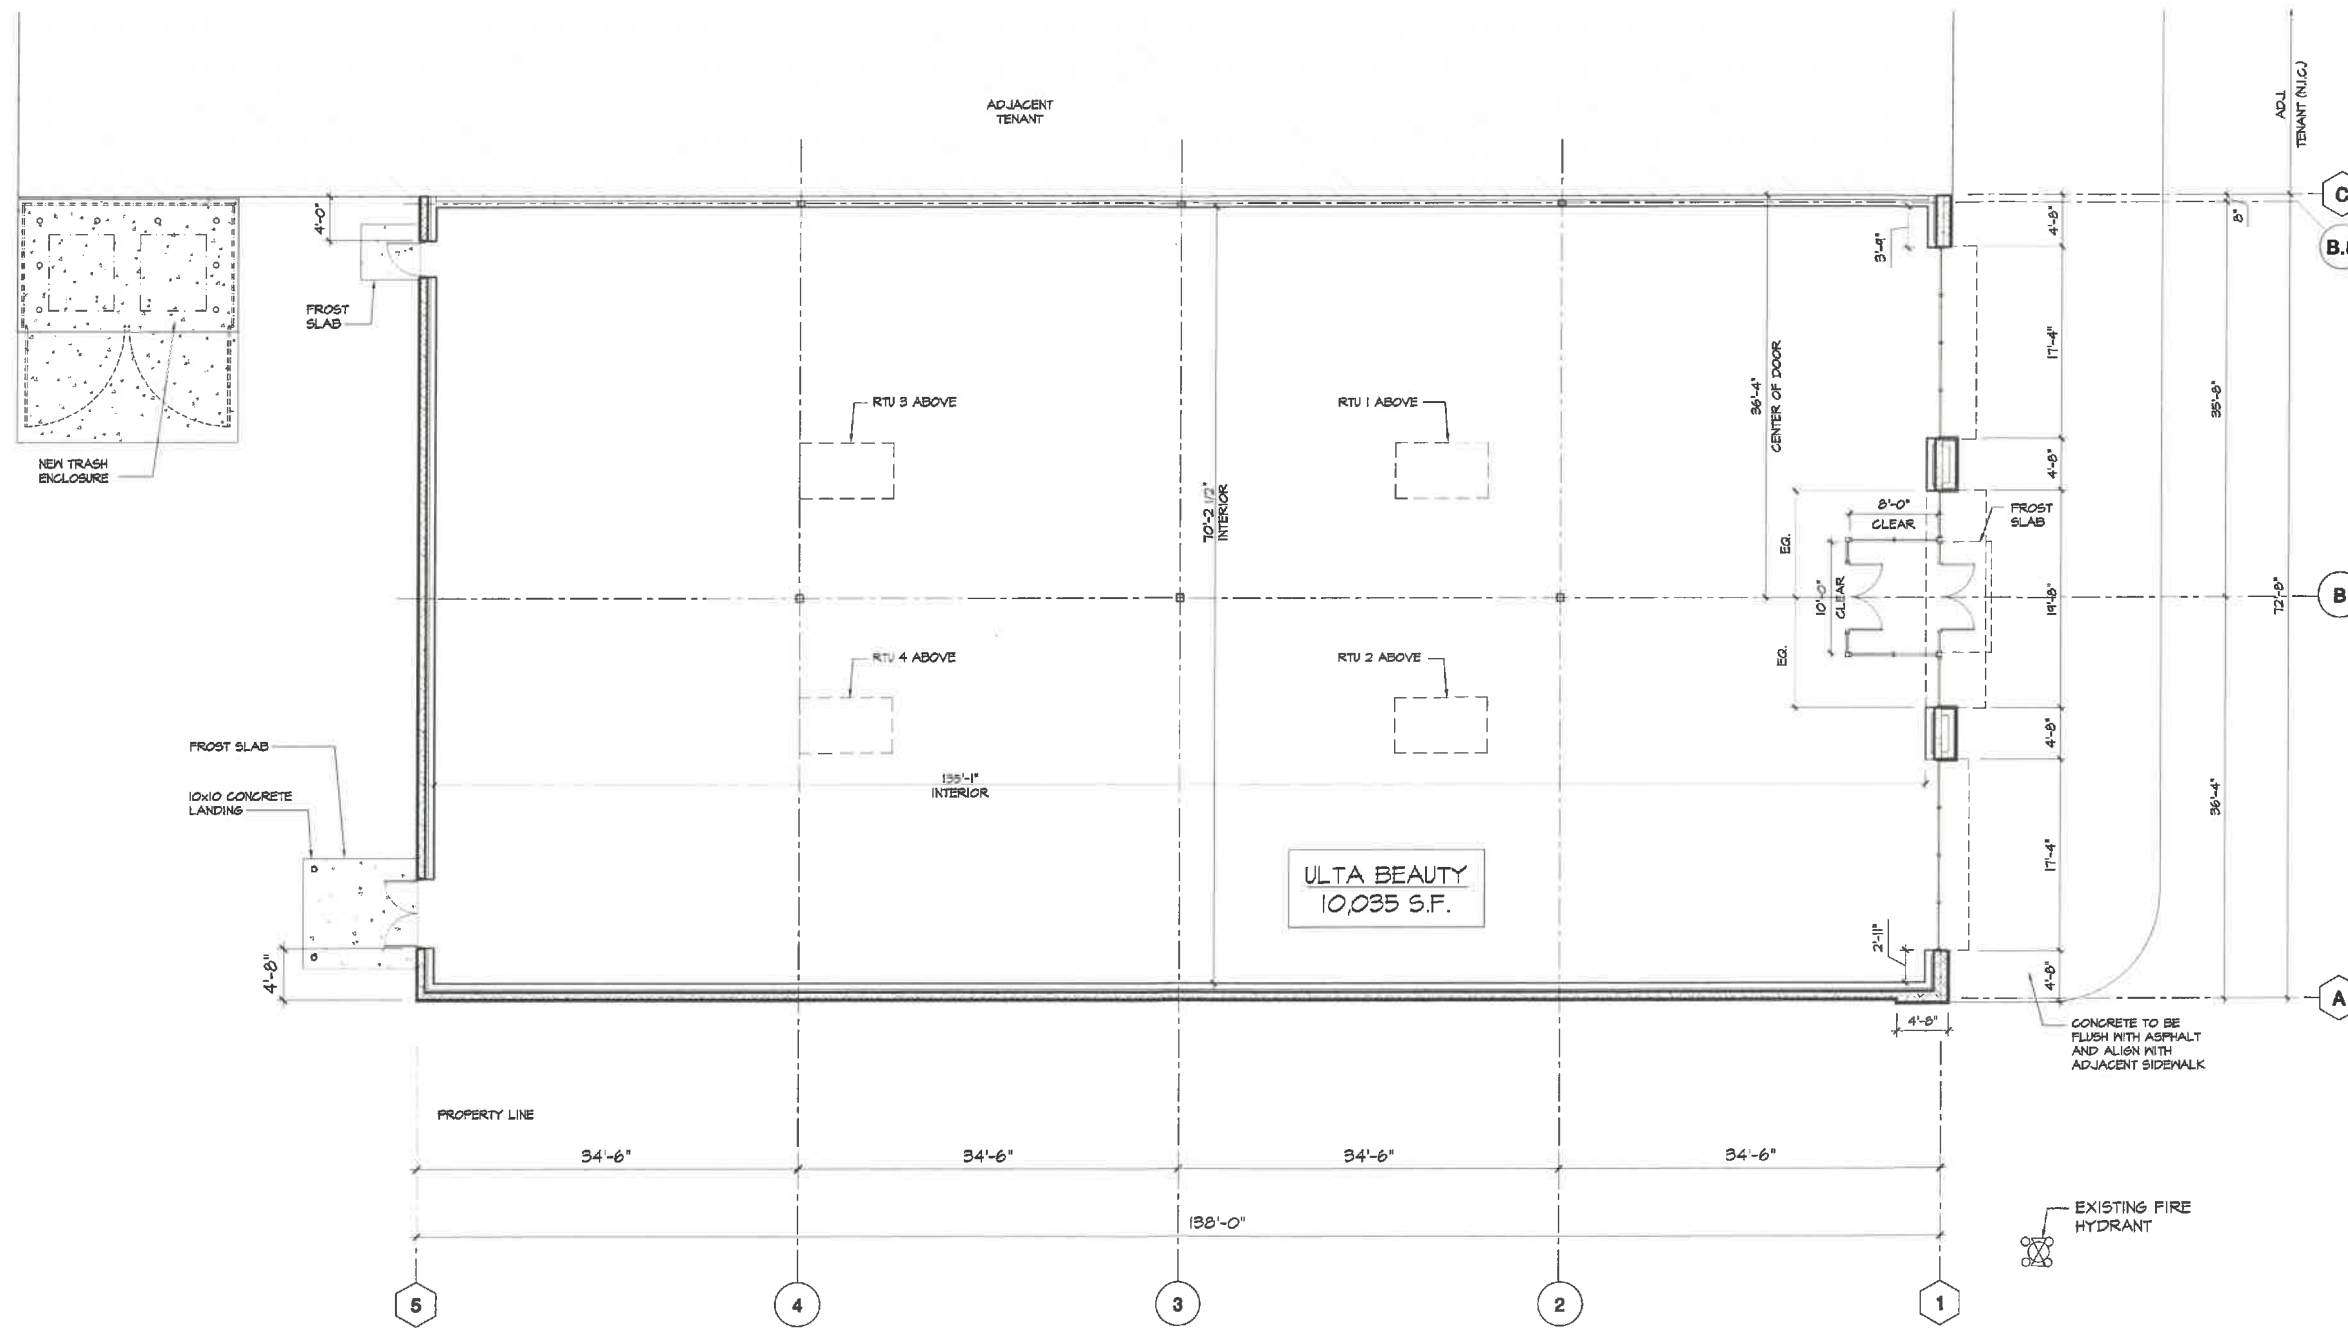 ADJACENT
TENANT
ADJ.
TENANT (N.I.C.)
C
8"
4'-8"
4'-0"
3'-9"
FROST
SLAB
17'-4"
36'-4"
CENTER OF DOOR
35'-8"
RTU 3 ABOVE
RTU 1 ABOVE
NEW TRASH
ENCLOSURE
4'-8"
70'-2 1/2"
INTERIOR
8'-0"
CLEAR
FROST
SLAB
EQ.
10'-0"
CLEAR
19'-8"
72'-8"
B
EQ.
RTU 4 ABOVE
RTU 2 ABOVE
4'-8"
FROST SLAB
135'-1"
INTERIOR
10x10 CONCRETE
LANDING
36'-4"
17'-4"
ULTA BEAUTY
10,035 S.F.
2'-11"
4'-8"
4'-8"
A
4'-8"
CONCRETE TO BE
FLUSH WITH ASPHALT
AND ALIGN WITH
ADJACENT SIDEWALK
PROPERTY LINE
34'-6"
34'-6"
34'-6"
34'-6"
138'-0"
EXISTING FIRE
HYDRANT
5
4
3
2
1